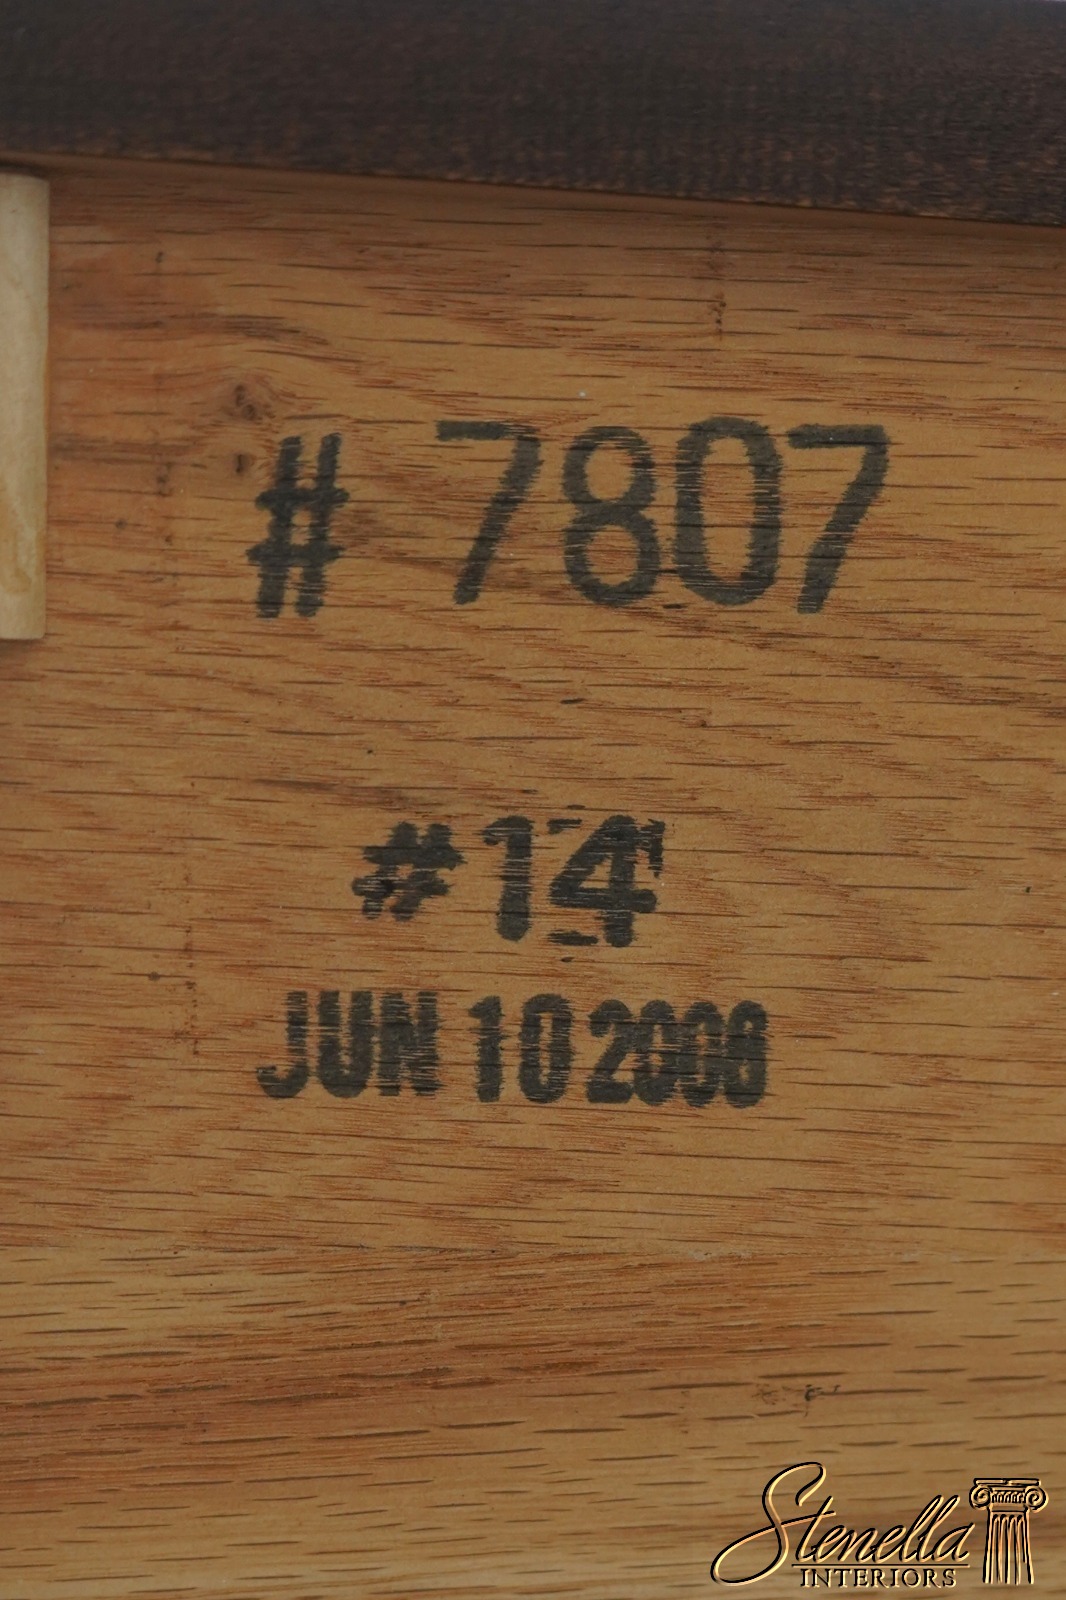 # 7807
#14
JUN 10 2008
Stenella
INTERIORS